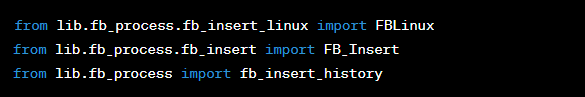 from lib.fb_process.fb_insert_linux import FBLinux
from lib.fb_process.fb_insert import FB_Insert
from lib.fb_process import fb_insert_history